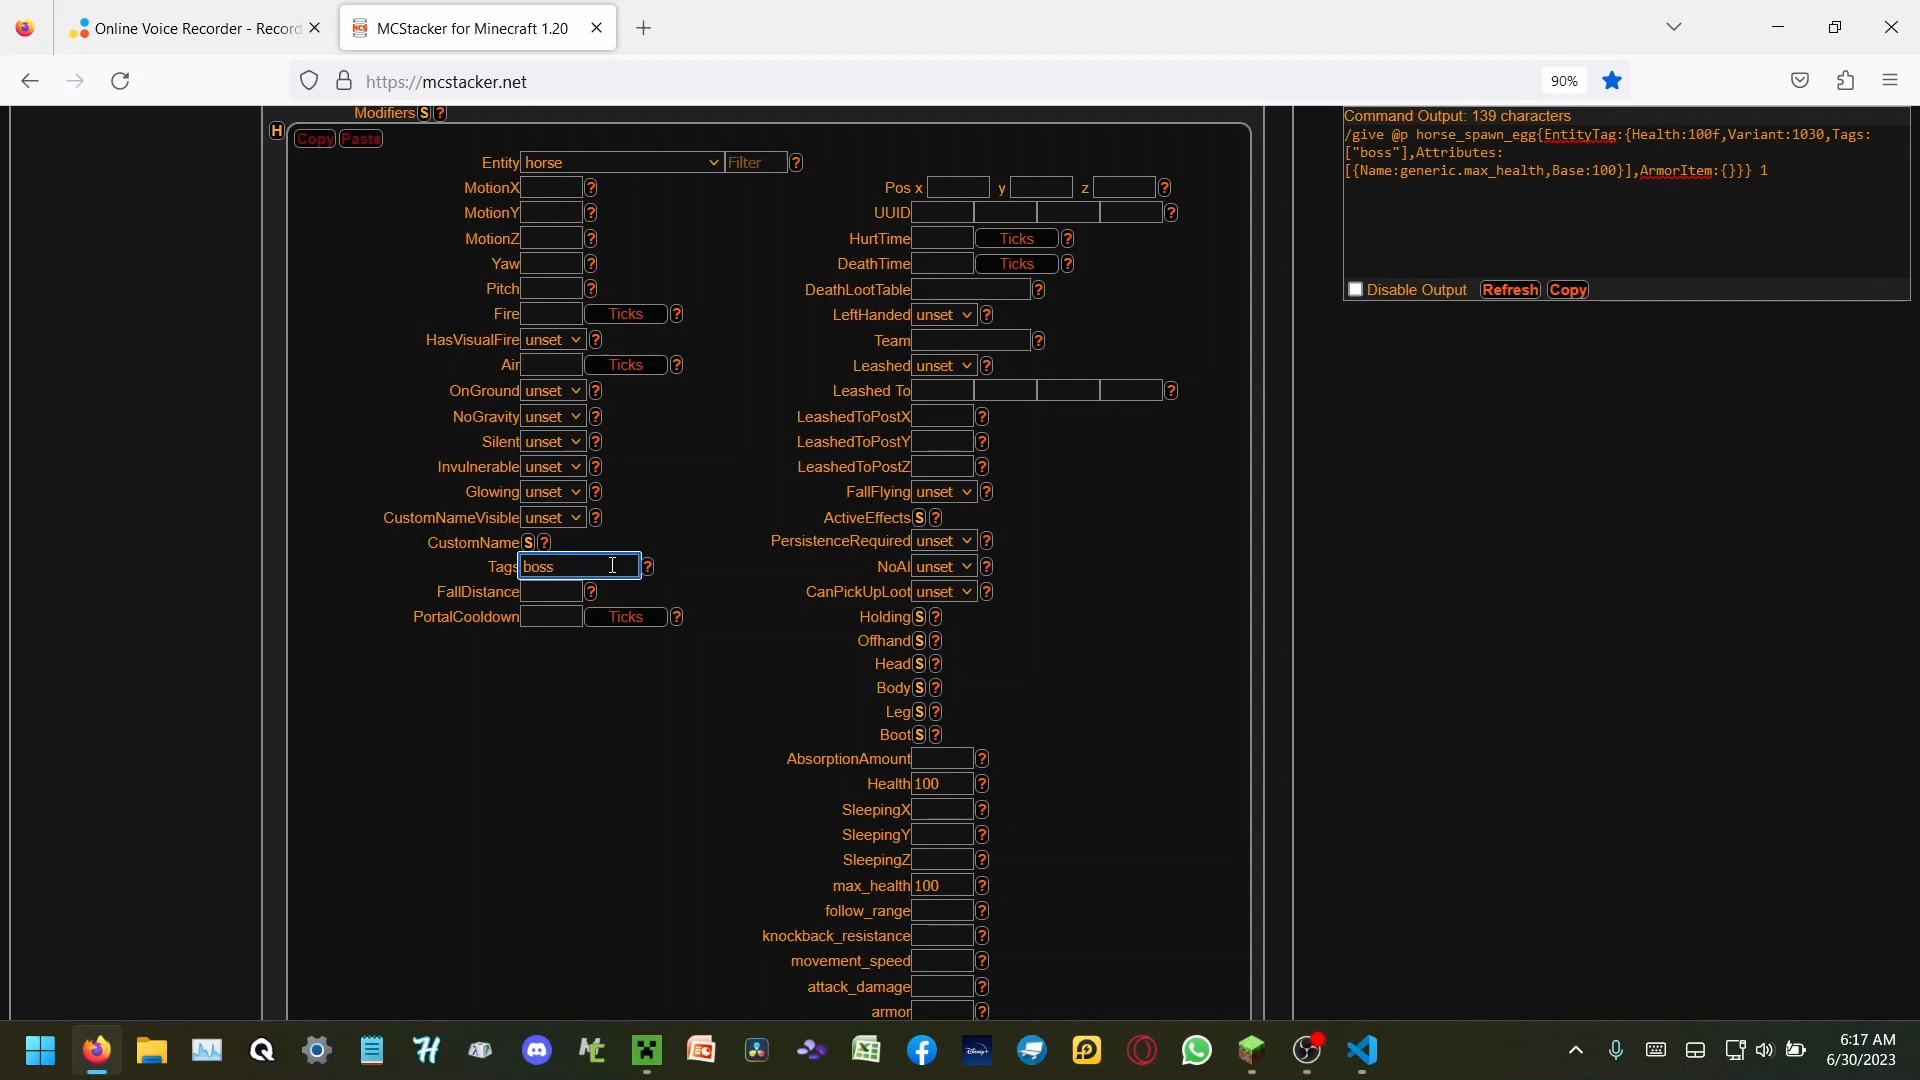 Online Voice Recorder - Record
MCStacker for Minecraft 1.20
https://mcstacker.net
90%
Modifiers S ?
H
Copy Paste
Entity horse Filter ?
MotionX ?
MotionY ?
MotionZ ?
Yaw ?
Pitch ?
Fire Ticks ?
HasVisualFire unset ?
Air Ticks ?
OnGround unset ?
NoGravity unset ?
Silent unset ?
Invulnerable unset ?
Glowing unset ?
CustomNameVisible unset ?
CustomName S ?
Tags boss ?
FallDistance ?
PortalCooldown Ticks ?
Pos x y z ?
UUID ?
HurtTime Ticks ?
DeathTime Ticks ?
DeathLootTable ?
LeftHanded unset ?
Team ?
Leashed unset ?
Leashed To ?
LeashedToPostX ?
LeashedToPostY ?
LeashedToPostZ ?
FallFlying unset ?
ActiveEffects S ?
PersistenceRequired unset ?
NoAI unset ?
CanPickUpLoot unset ?
Holding S ?
Offhand S ?
Head S ?
Body S ?
Leg S ?
Boot S ?
AbsorptionAmount ?
Health 100 ?
SleepingX ?
SleepingY ?
SleepingZ ?
max_health 100 ?
follow_range ?
knockback_resistance ?
movement_speed ?
attack_damage ?
armor ?
Command Output: 139 characters
/give @p horse_spawn_egg{EntityTag:{Health:100f,Variant:1030,Tags:
["boss"],Attributes:
[{Name:generic.max_health,Base:100}],ArmorItem:{}}} 1
Disable Output Refresh Copy
6:17 AM
6/30/2023